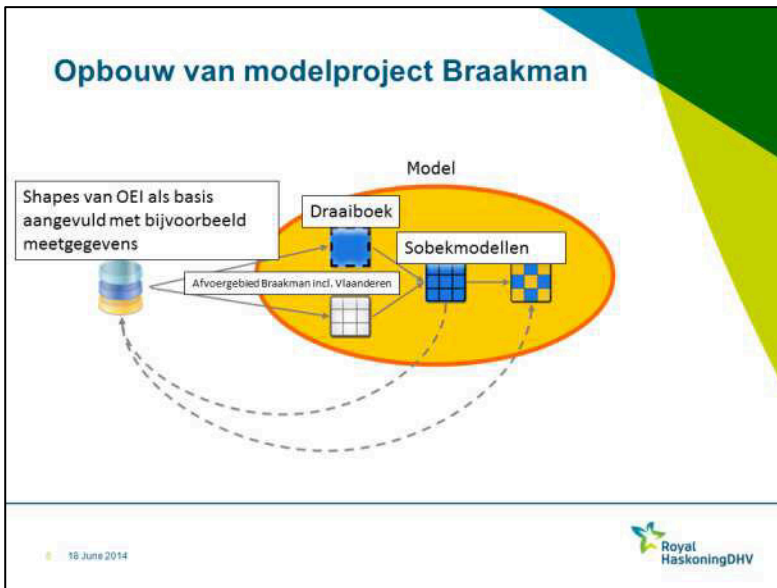 Opbouw van modelproject Braakman
Model
Shapes van OEI als basis
aangevuld met bijvoorbeeld
meetgegevens
Draaiboek
Sobekmodellen
Afvoergebied Braakman incl. Vlaanderen
6 18 June 2014
Royal
HaskoningDHV